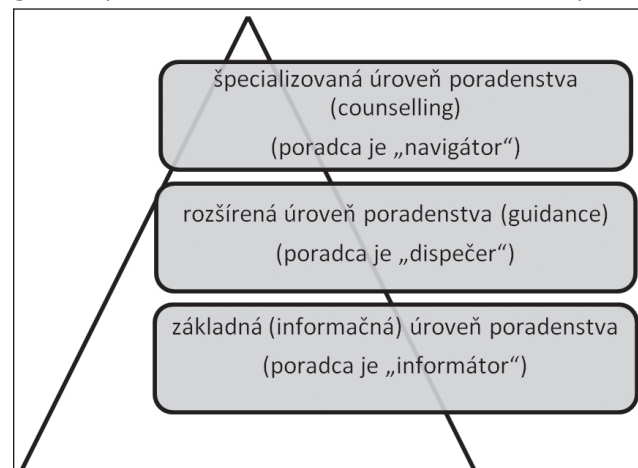 špecializovaná úroveň poradenstva
(counselling)
(poradca je „navigátor“)
rozšírená úroveň poradenstva (guidance)
(poradca je „dispečer“)
základná (informačná) úroveň poradenstva
(poradca je „informátor“)